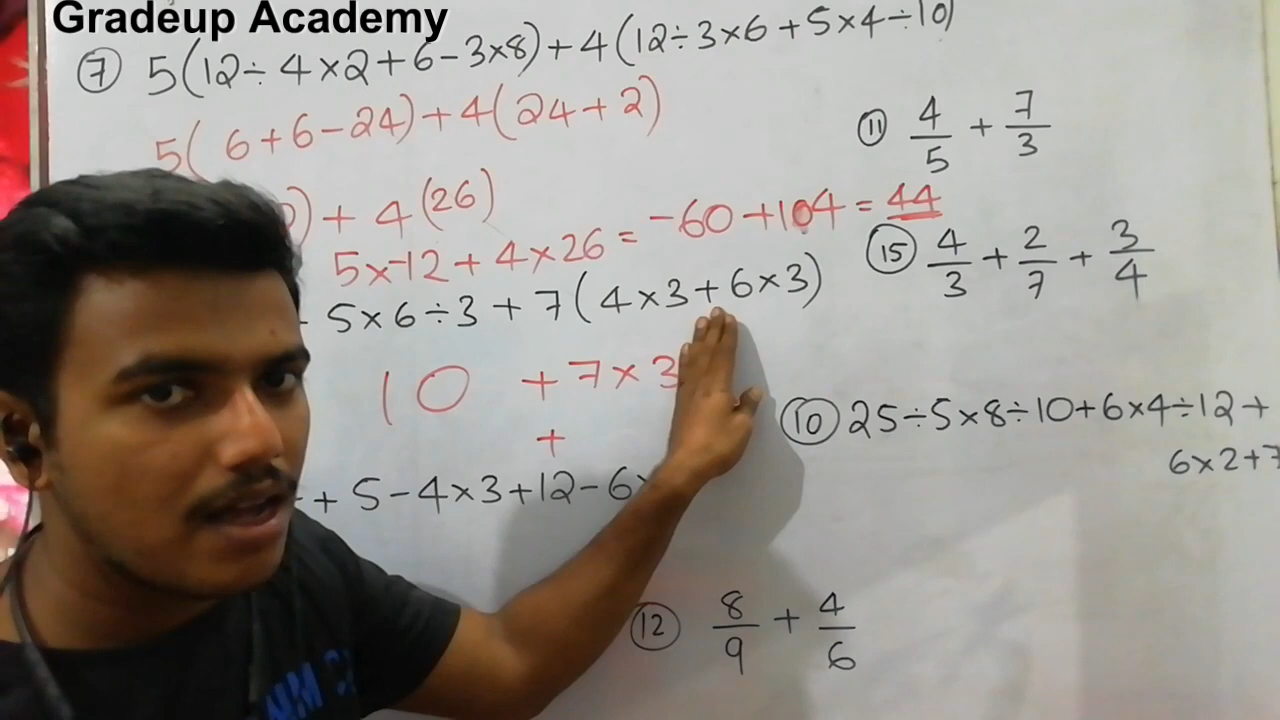 Gradeup Academy
7 5(12÷4×2+6-3×8)+4(12÷3×6+5×4÷10)
5(6+6-24)+4(24+2)
)+4(26)
5×-12+4×26 = -60+104 = 44
5×6÷3+7(4×3+6×3)
10 +7×3
+
+5-4×3+12-6
11 4/5 + 7/3
15 4/3 + 2/7 + 3/4
10 25÷5×8÷10+6×4÷12+
6×2+7
12 8/9 + 4/6
NM